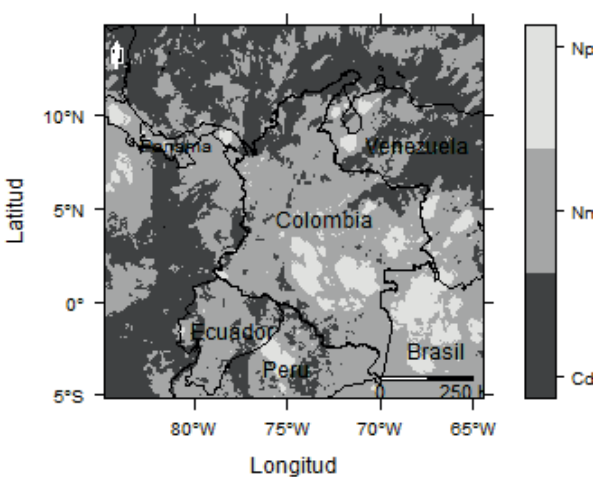 Np
10°N
Panamá
Venezuela
5°N
Colombia
Nn
0°
Ecuador
Perú
Brasil
Cd
5°S
0
250
80°W
75°W
70°W
65°W
Latitud
Longitud